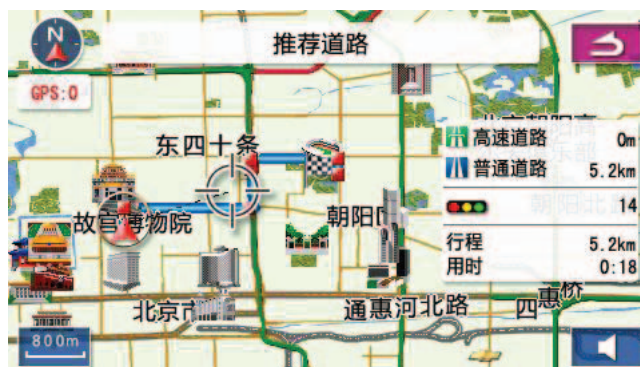 N
推荐道路
GPS:0
高速道路 0m
东四十条
普通道路 5.2km
14
故宫博物院
朝阳
行程 5.2km
用时 0:18
北京市
通惠河北路
四惠桥
800m